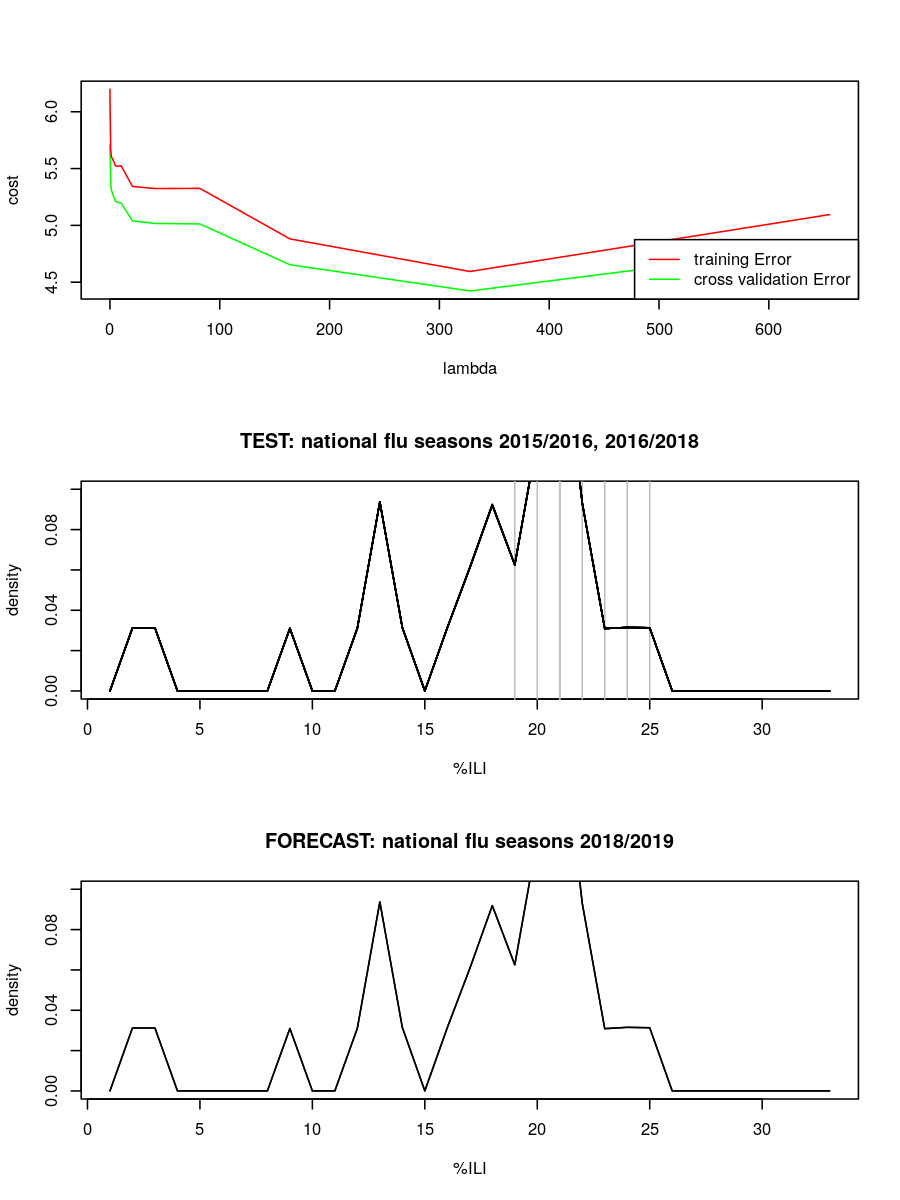 cost
6.0
5.5
5.0
4.5
training Error
cross validation Error
0 100 200 300 400 500 600
lambda
TEST: national flu seasons 2015/2016, 2016/2018
density
0.08
0.04
0.00
0 5 10 15 20 25 30
%ILI
FORECAST: national flu seasons 2018/2019
density
0.08
0.04
0.00
0 5 10 15 20 25 30
%ILI